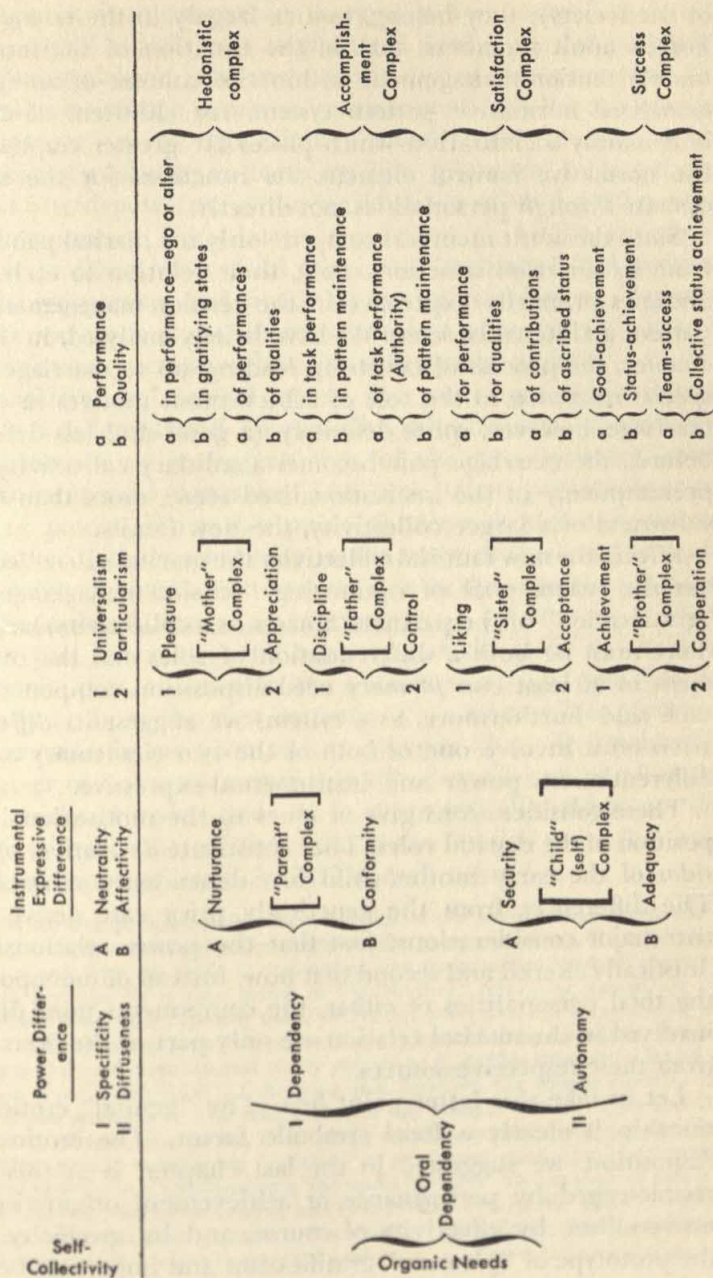 Self-
Collectivity
Power Differ-
ence
I Specificity
II Diffuseness
Instrumental
Expressive
Difference
A Neutrality
B Affectivity
1 Universalism
2 Particularism
a Performance
b Quality
Organic Needs
Oral
Dependency
I Dependency
II Autonomy
A Nurturance
"Parent"
Complex
B Conformity
A Security
"Child"
(self)
Complex
B Adequacy
1 Pleasure
"Mother"
Complex
2 Appreciation
1 Discipline
"Father"
Complex
2 Control
1 Liking
"Sister"
Complex
2 Acceptance
1 Achievement
"Brother"
Complex
2 Cooperation
a in performance—ego or alter
b in gratifying states
a of performances
b of qualities
a in task performance
b in pattern maintenance
a of task performance
(Authority)
b of pattern maintenance
a for performance
b for qualities
a of contributions
b of ascribed status
a Goal-achievement
b Status-achievement
a Team-success
b Collective status achievement
Hedonistic
complex
Accomplish-
ment
Complex
Satisfaction
Complex
Success
Complex